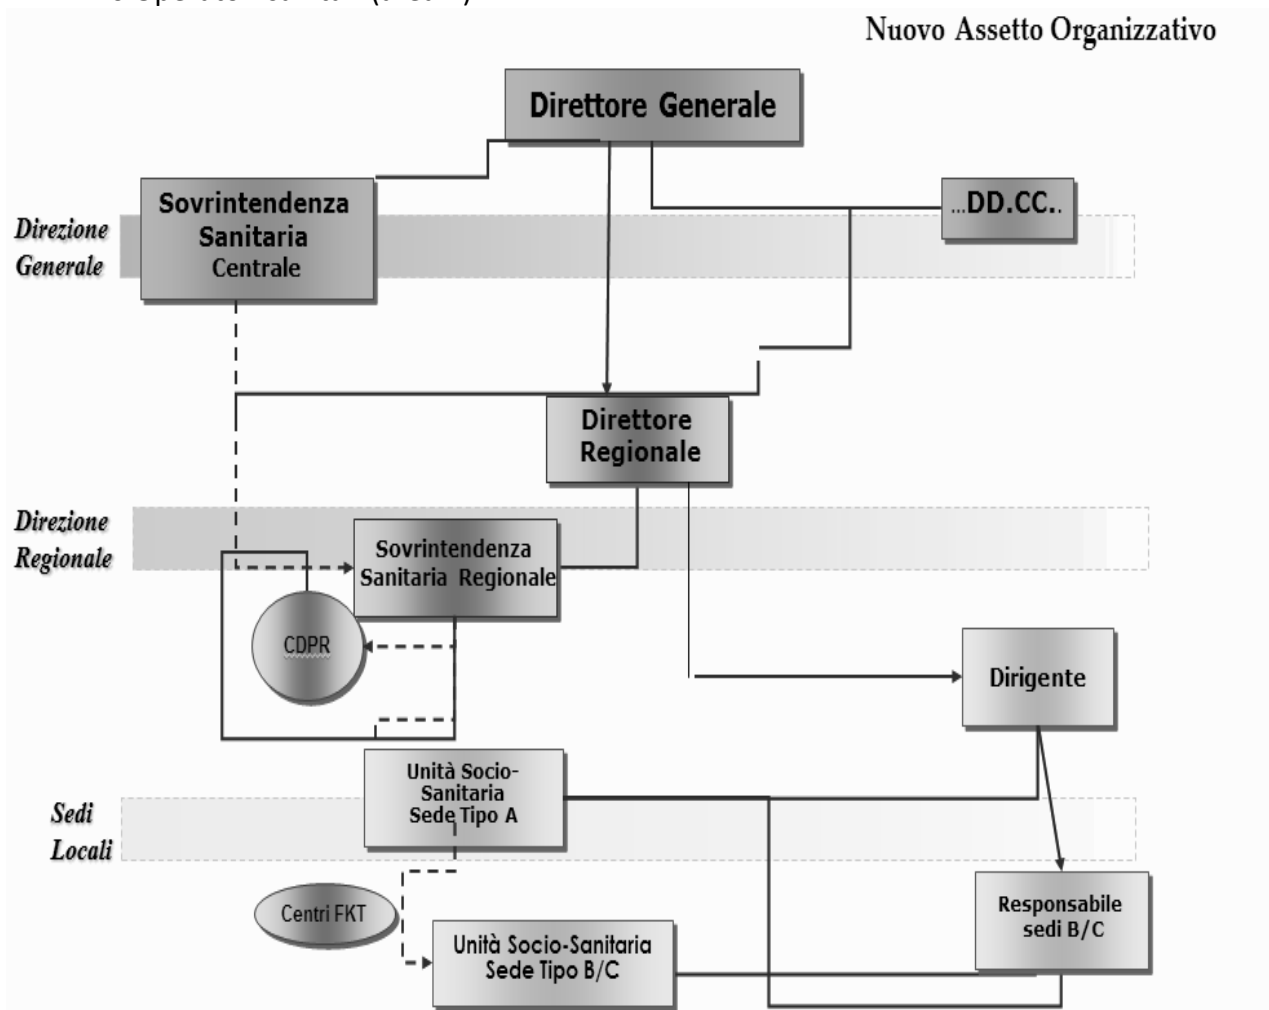 Nuovo Assetto Organizzativo
Direttore Generale
Sovrintendenza
Sanitaria
Centrale
...DD.CC..
Direzione
Generale
Direttore
Regionale
Direzione
Regionale
Sovrintendenza
Sanitaria Regionale
CDPR
Dirigente
Unità Socio-
Sanitaria
Sede Tipo A
Sedi
Locali
Centri FKT
Responsabile
sedi B/C
Unità Socio-Sanitaria
Sede Tipo B/C